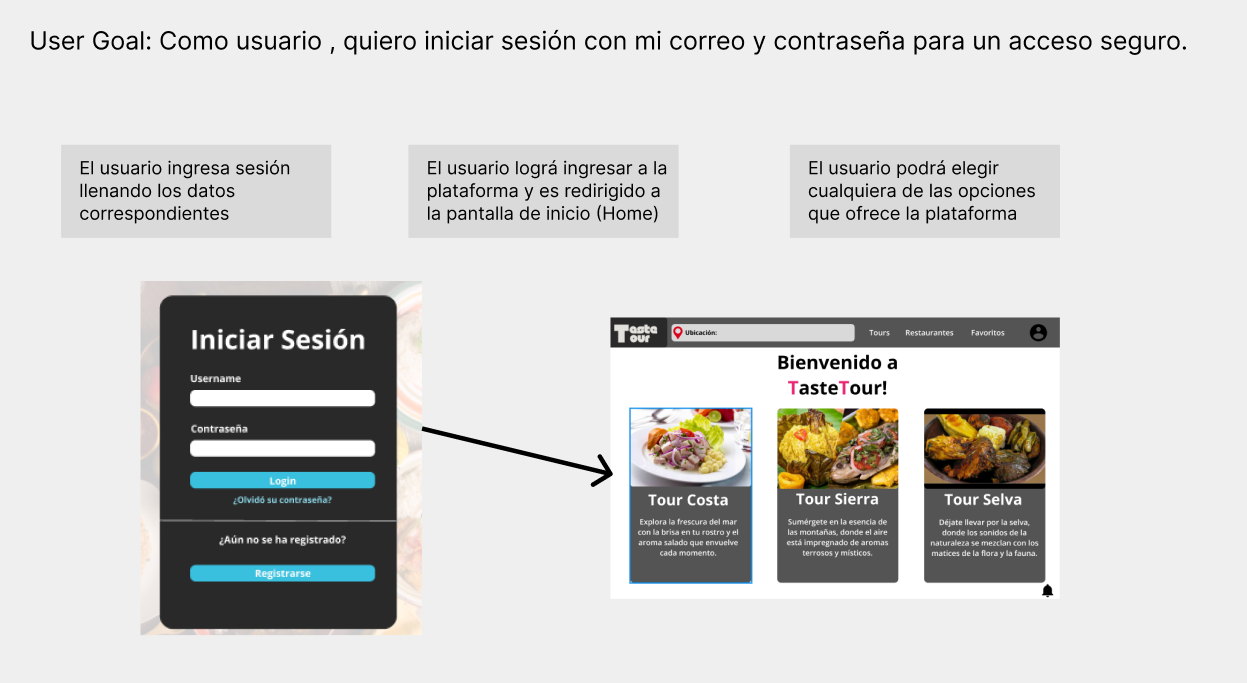 User Goal: Como usuario , quiero iniciar sesión con mi correo y contraseña para un acceso seguro.
El usuario ingresa sesión
llenando los datos
correspondientes
El usuario lográ ingresar a la
plataforma y es redirigido a
la pantalla de inicio (Home)
El usuario podrá elegir
cualquiera de las opciones
que ofrece la plataforma
Iniciar Sesión
Username
Contraseña
Login
¿Olvidó su contraseña?
¿Aún no se ha registrado?
Registrarse
Taste
Tour
Ubicación:
Tours
Restaurantes
Favoritos
Bienvenido a
TasteTour!
Tour Costa
Explora la frescura del mar
con la brisa en tu rostro y el
aroma salado que envuelve
cada momento.
Tour Sierra
Sumérgete en la esencia de
las montañas, donde el aire
está impregnado de aromas
terrosos y místicos.
Tour Selva
Déjate llevar por la selva,
donde los sonidos de la
naturaleza se mezclan con los
matices de la flora y la fauna.